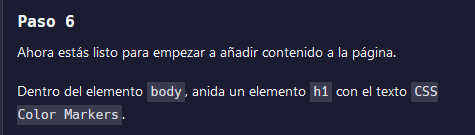 Paso 6
Ahora estás listo para empezar a añadir contenido a la página.
Dentro del elemento body, anida un elemento h1 con el texto CSS
Color Markers.